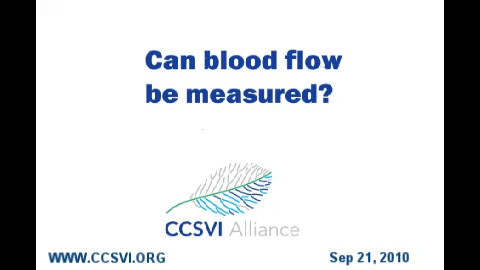 Can blood flow
be measured?
CCSVI Alliance
WWW.CCSVI.ORG
Sep 21, 2010